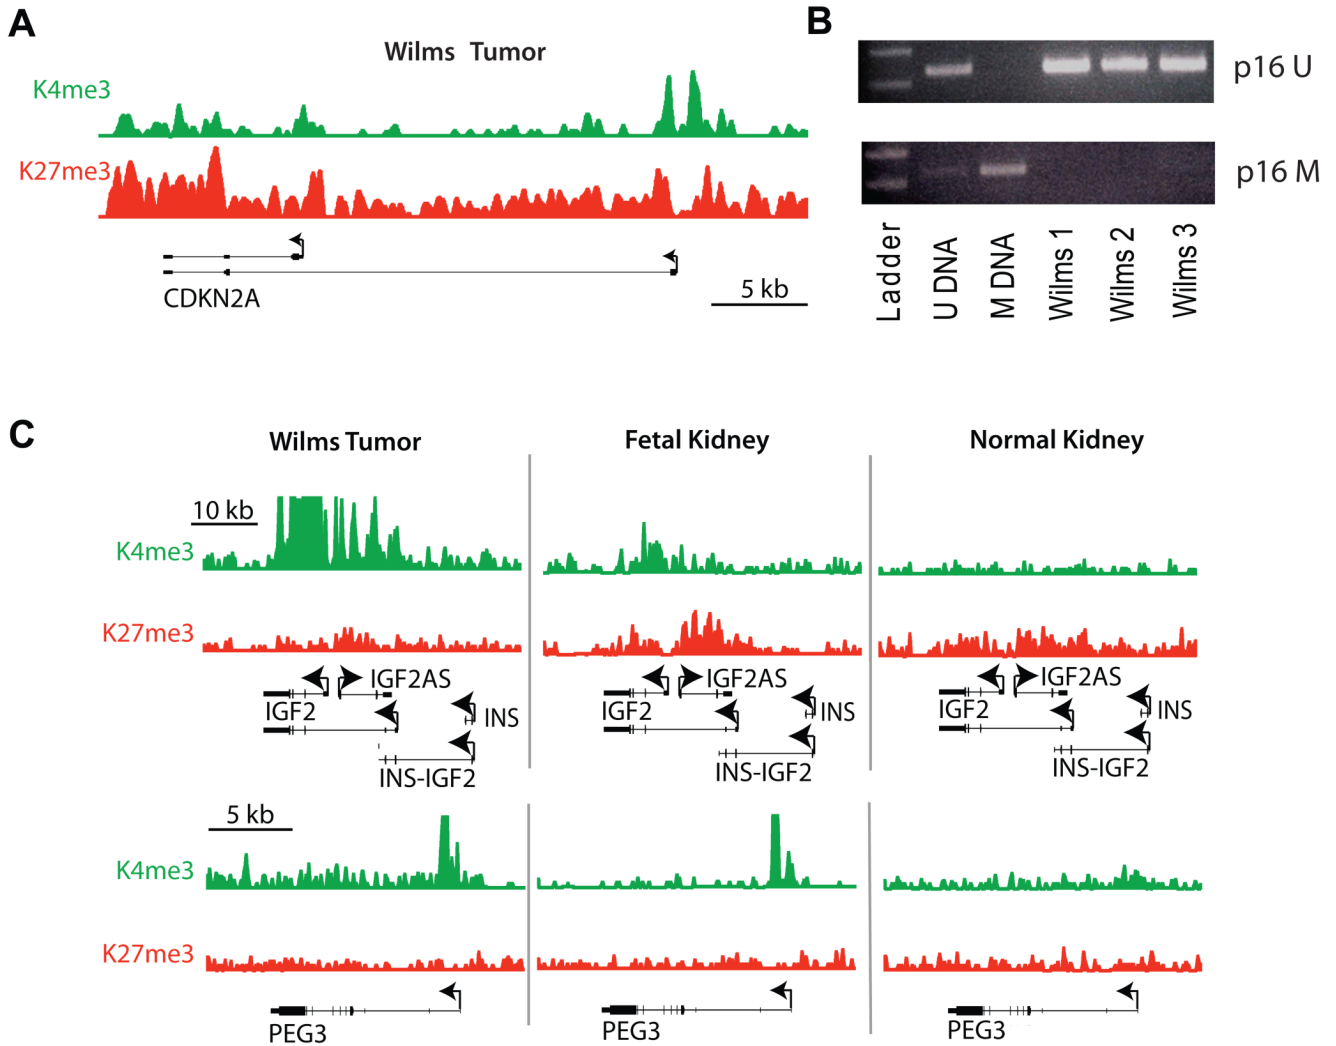 A
Wilms Tumor
K4me3
K27me3
CDKN2A
5 kb
B
p16 U
p16 M
Ladder
U DNA
M DNA
Wilms 1
Wilms 2
Wilms 3
C
Wilms Tumor
Fetal Kidney
Normal Kidney
10 kb
K4me3
K27me3
IGF2AS
IGF2
INS
INS-IGF2
IGF2AS
IGF2
INS
INS-IGF2
IGF2AS
IGF2
INS
INS-IGF2
5 kb
K4me3
K27me3
PEG3
PEG3
PEG3